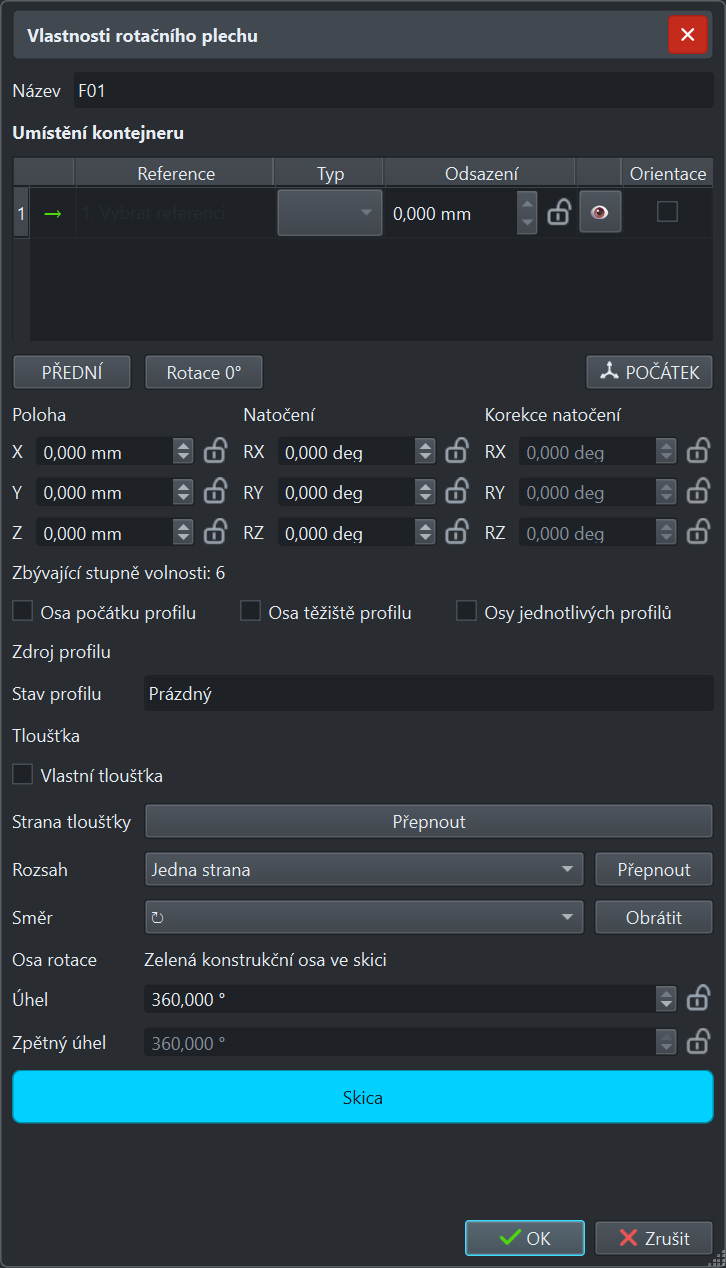 Vlastnosti rotačního plechu
Název F01
Umístění kontejneru
Reference Typ Odsazení Orientace
1 → 1. Vybrat referenci 0,000 mm
PŘEDNÍ Rotace 0° POČÁTEK
Poloha Natočení Korekce natočení
X 0,000 mm RX 0,000 deg RX 0,000 deg
Y 0,000 mm RY 0,000 deg RY 0,000 deg
Z 0,000 mm RZ 0,000 deg RZ 0,000 deg
Zbývající stupně volnosti: 6
Osa počátku profilu Osa těžiště profilu Osy jednotlivých profilů
Zdroj profilu
Stav profilu Prázdný
Tloušťka
Vlastní tloušťka
Strana tloušťky Přepnout
Rozsah Jedna strana Přepnout
Směr ↻ Obrátit
Osa rotace Zelená konstrukční osa ve skici
Úhel 360,000 °
Zpětný úhel 360,000 °
Skica
OK Zrušit